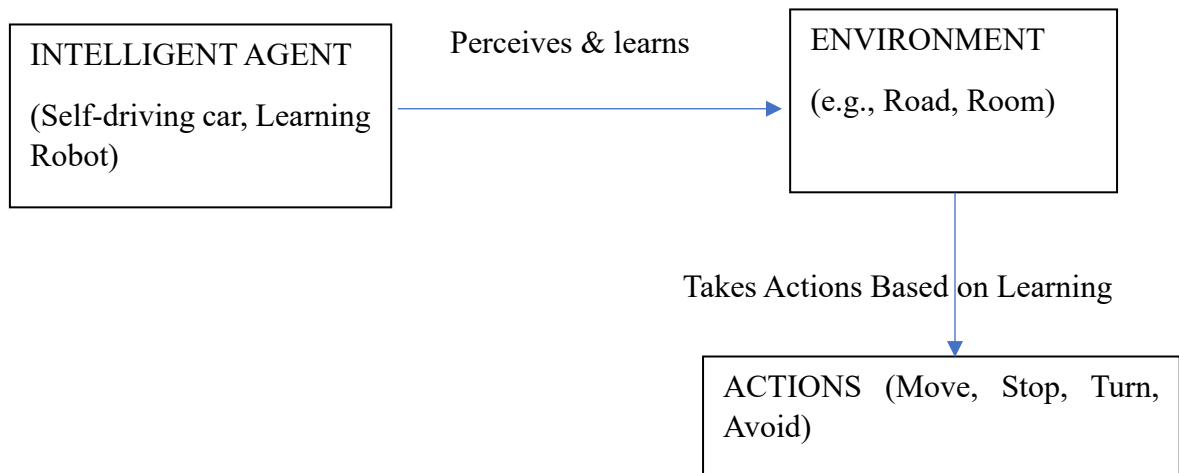 INTELLIGENT AGENT
(Self-driving car, Learning
Robot)
Perceives & learns
ENVIRONMENT
(e.g., Road, Room)
Takes Actions Based on Learning
ACTIONS (Move, Stop, Turn,
Avoid)